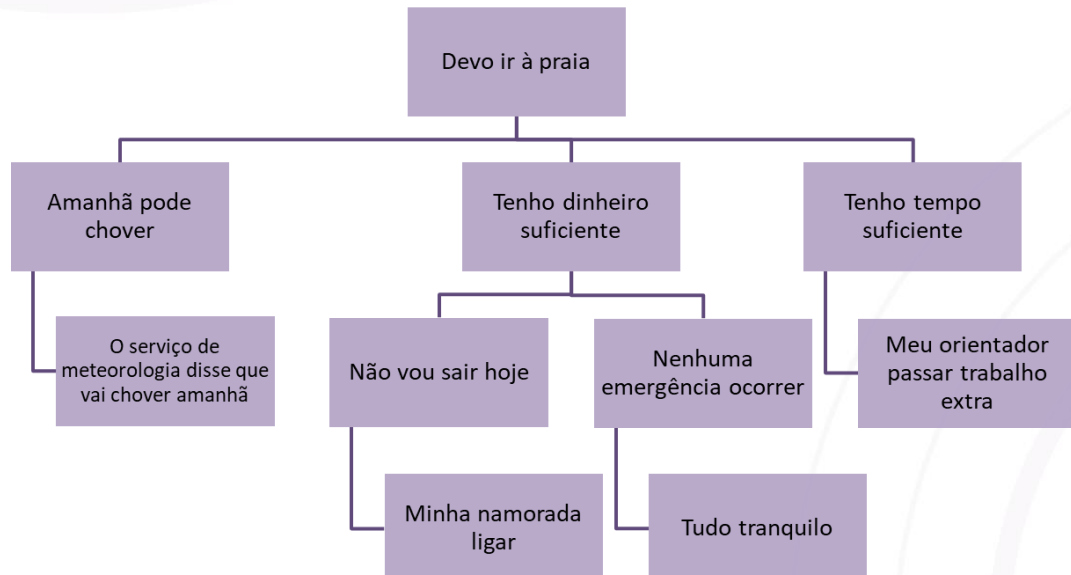 Devo ir à praia
Amanhã pode
chover
Tenho dinheiro
suficiente
Tenho tempo
suficiente
O serviço de
meteorologia disse que
vai chover amanhã
Não vou sair hoje
Nenhuma
emergência ocorrer
Meu orientador
passar trabalho
extra
Minha namorada
ligar
Tudo tranquilo